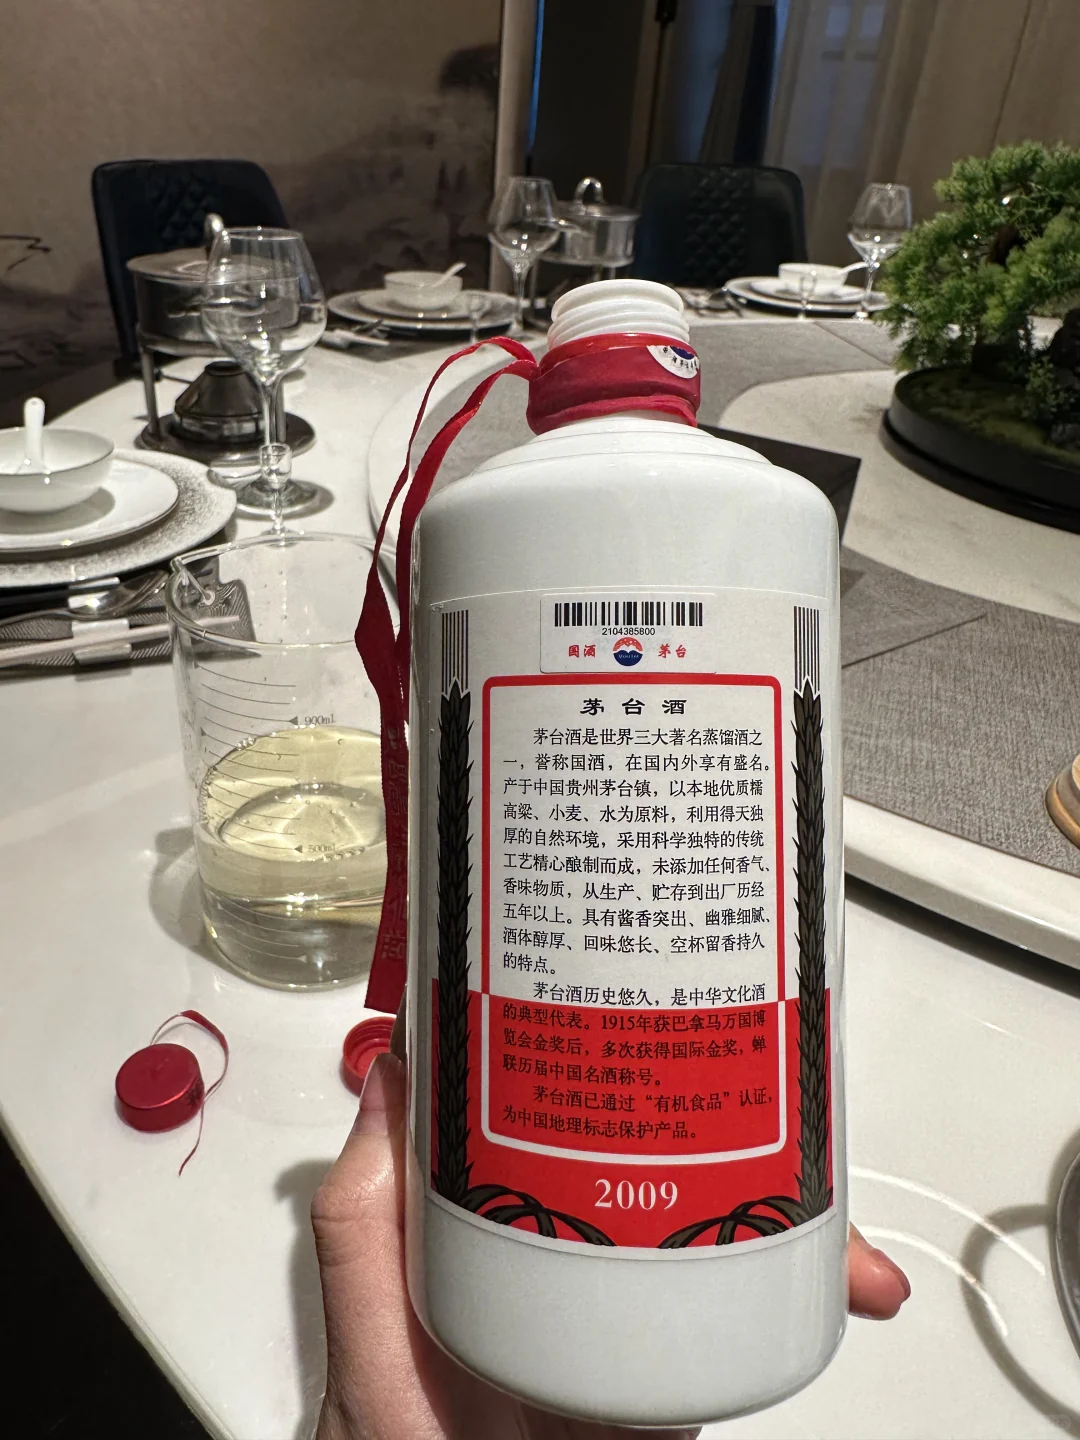 2104385800
国酒 茅台
茅台酒
茅台酒是世界三大著名蒸馏酒之
一，誉称国酒，在国内外享有盛名。
产于中国贵州茅台镇，以本地优质糯
高粱、小麦、水为原料，利用得天独
厚的自然环境，采用科学独特的传统
工艺精心酿制而成，未添加任何香气、
香味物质，从生产、贮存到出厂历经
五年以上。具有酱香突出、幽雅细腻、
酒体醇厚、回味悠长、空杯留香持久
的特点。
茅台酒历史悠久，是中华文化酒
的典型代表。1915年获巴拿马万国博
览会金奖后，多次获得国际金奖，蝉
联历届中国名酒称号。
茅台酒已通过“有机食品”认证，
为中国地理标志保护产品。
2009
900ml
500ml